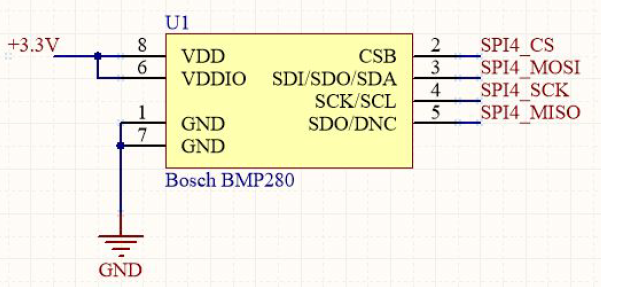 U1
+3.3V 8 VDD CSB 2 SPI4_CS
6 VDDIO SDI/SDO/SDA 3 SPI4_MOSI
SCK/SCL 4 SPI4_SCK
1 GND SDO/DNC 5 SPI4_MISO
7 GND
Bosch BMP280
GND